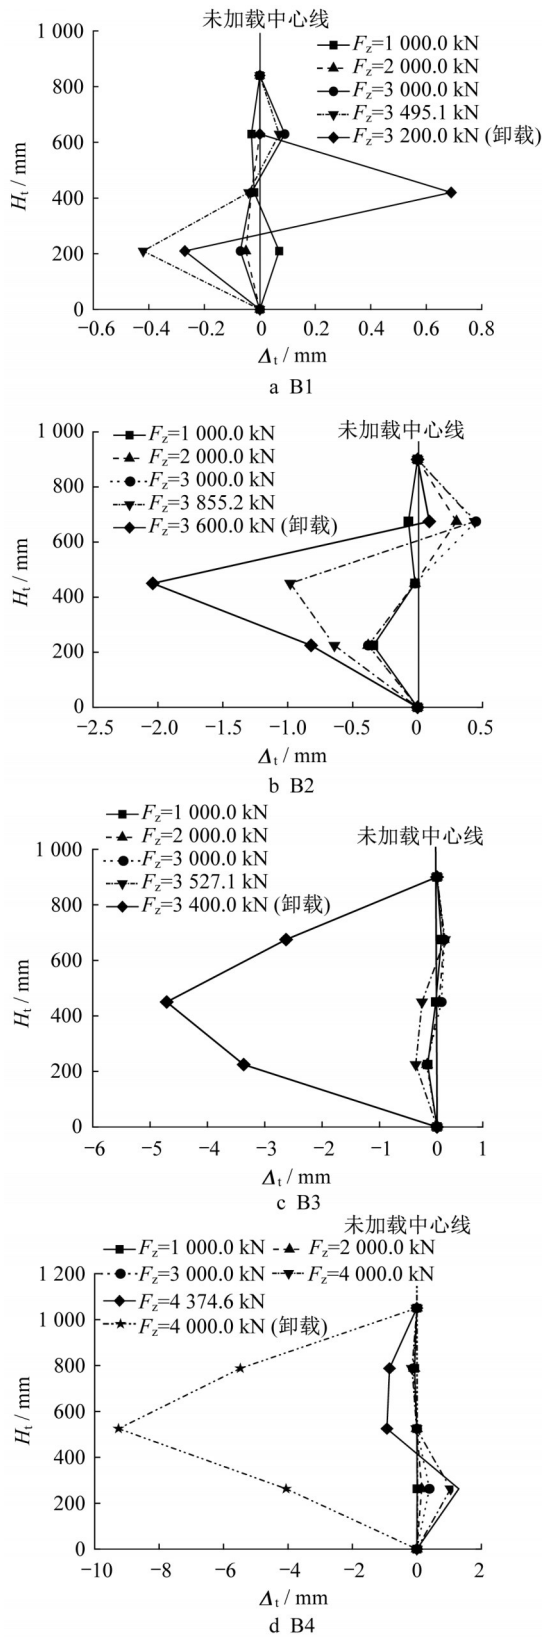 未加载中心线
1 000
800
600
400
200
0
H_t / mm
F_z=1 000.0 kN
F_z=2 000.0 kN
F_z=3 000.0 kN
F_z=3 495.1 kN
F_z=3 200.0 kN (卸载)
−0.6 −0.4 −0.2 0 0.2 0.4 0.6 0.8
Δ_t / mm
a B1
未加载中心线
1 000
800
600
400
200
0
H_t / mm
F_z=1 000.0 kN
F_z=2 000.0 kN
F_z=3 000.0 kN
F_z=3 855.2 kN
F_z=3 600.0 kN (卸载)
−2.5 −2.0 −1.5 −1.0 −0.5 0 0.5
Δ_t / mm
b B2
F_z=1 000.0 kN
F_z=2 000.0 kN
F_z=3 000.0 kN
F_z=3 527.1 kN
F_z=3 400.0 kN (卸载)
未加载中心线
1 000
800
600
400
200
0
H_t / mm
−6 −5 −4 −3 −2 −1 0 1
Δ_t / mm
c B3
未加载中心线
F_z=1 000.0 kN F_z=2 000.0 kN
F_z=3 000.0 kN F_z=4 000.0 kN
F_z=4 374.6 kN
F_z=4 000.0 kN (卸载)
1 200
1 000
800
600
400
200
0
H_t / mm
−10 −8 −6 −4 −2 0 2
Δ_t / mm
d B4